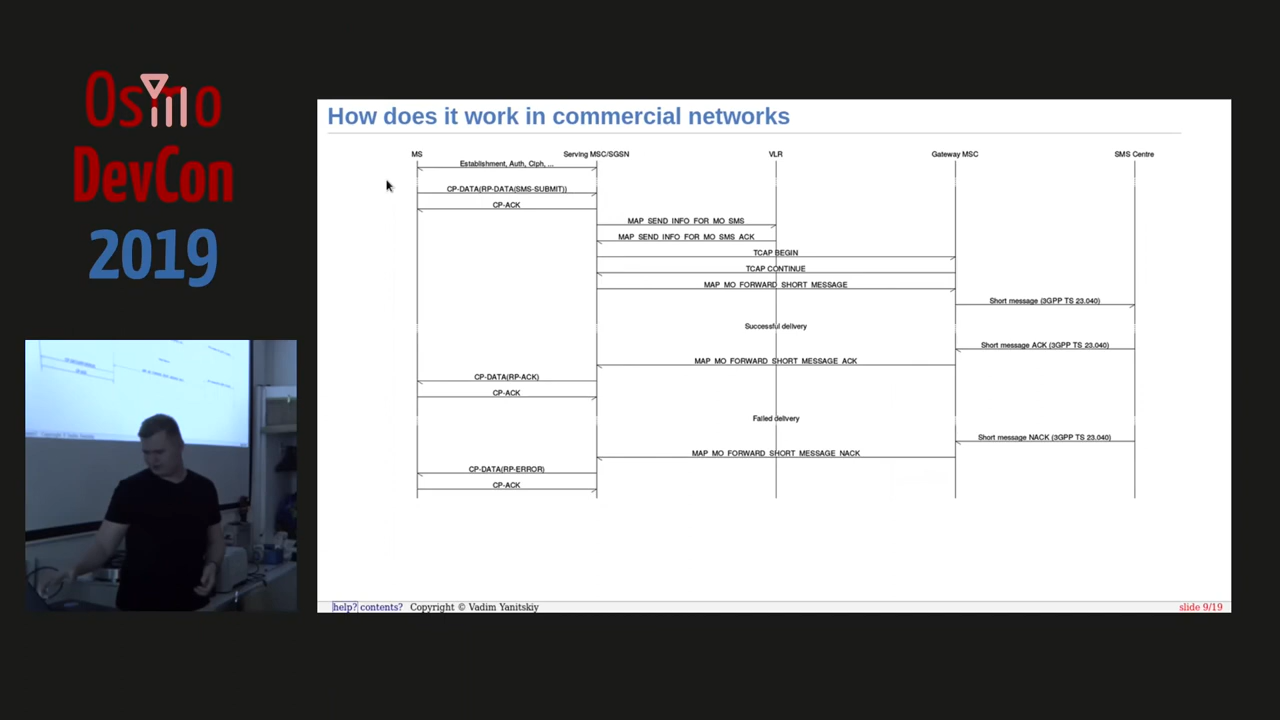 Osmo
DevCon
2019
How does it work in commercial networks
MS Serving MSC/SGSN VLR Gateway MSC SMS Centre
Establishment, Auth, Ciph, ...
CP-DATA(RP-DATA(SMS-SUBMIT))
CP-ACK
MAP_SEND_INFO_FOR_MO_SMS
MAP_SEND_INFO_FOR_MO_SMS_ACK
TCAP BEGIN
TCAP CONTINUE
MAP_MO_FORWARD_SHORT_MESSAGE
Short message (3GPP TS 23.040)
Successful delivery
Short message ACK (3GPP TS 23.040)
MAP_MO_FORWARD_SHORT_MESSAGE_ACK
CP-DATA(RP-ACK)
CP-ACK
Failed delivery
Short message NACK (3GPP TS 23.040)
MAP_MO_FORWARD_SHORT_MESSAGE_NACK
CP-DATA(RP-ERROR)
CP-ACK
help? contents? Copyright © Vadim Yanitskiy slide 9/19